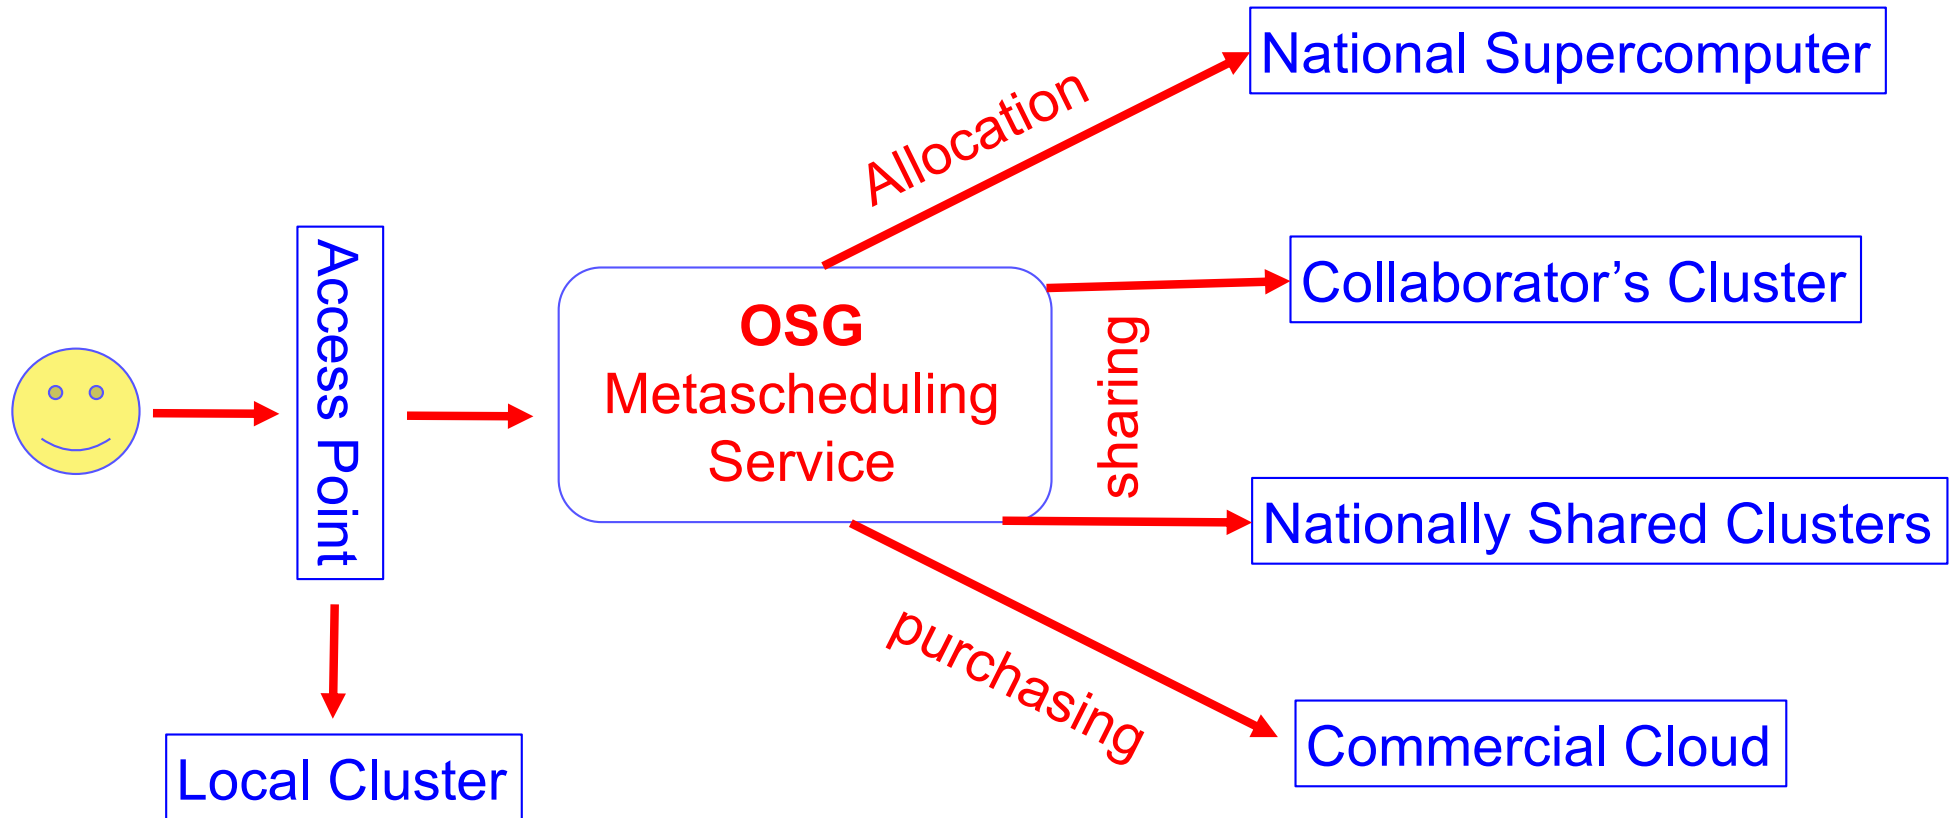 National Supercomputer
Allocation
Collaborator’s Cluster
Access Point
OSG
Metascheduling
Service
sharing
Nationally Shared Clusters
purchasing
Commercial Cloud
Local Cluster